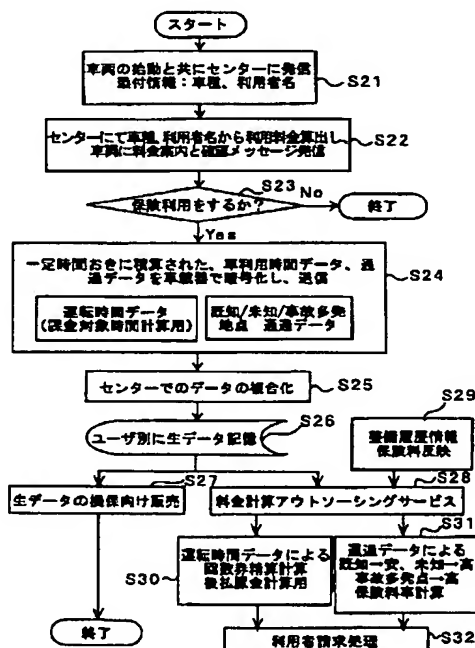 スタート
車両の始動と共にセンターに発信
添付情報：車種、利用者名
S21
センターにて車種、利用者名から利用料金算出し
車両に料金案内と確認メッセージ発信
S22
S23
保険利用をするか？
No
終了
Yes
一定時間おきに積算された、車利用時間データ、通
過データを車載器で暗号化し、送信
S24
運転時間データ
(課金対象時間計算用)
既知/未知/事故多発
地点 通過データ
センターでのデータの複合化
S25
ユーザ別に生データ記憶
S26
S29
整備履歴情報
保険料反映
S27
生データの損保向け販売
S28
料金計算アウトソーシングサービス
S30
運転時間データによる
回数券積算計算
後払課金計算用
S31
通過データによる
既知→安、未知→高
事故多発点→高
保険料率計算
終了
利用者請求処理
S32